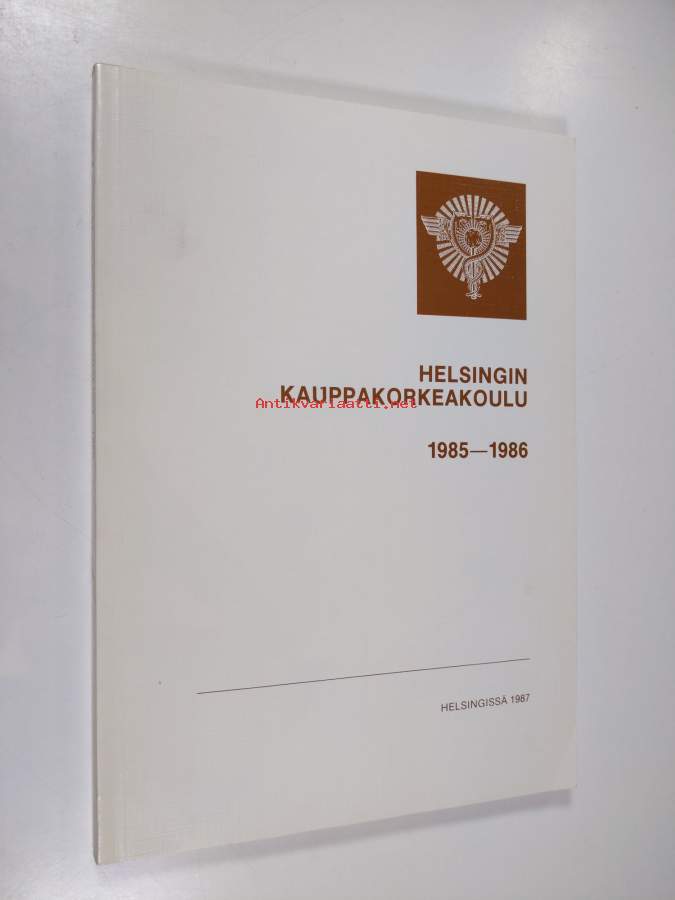 HELSINGIN
KAUPPAKORKEAKOULU
Antikvariaatti.net
1985—1986
HELSINGISSÄ 1987